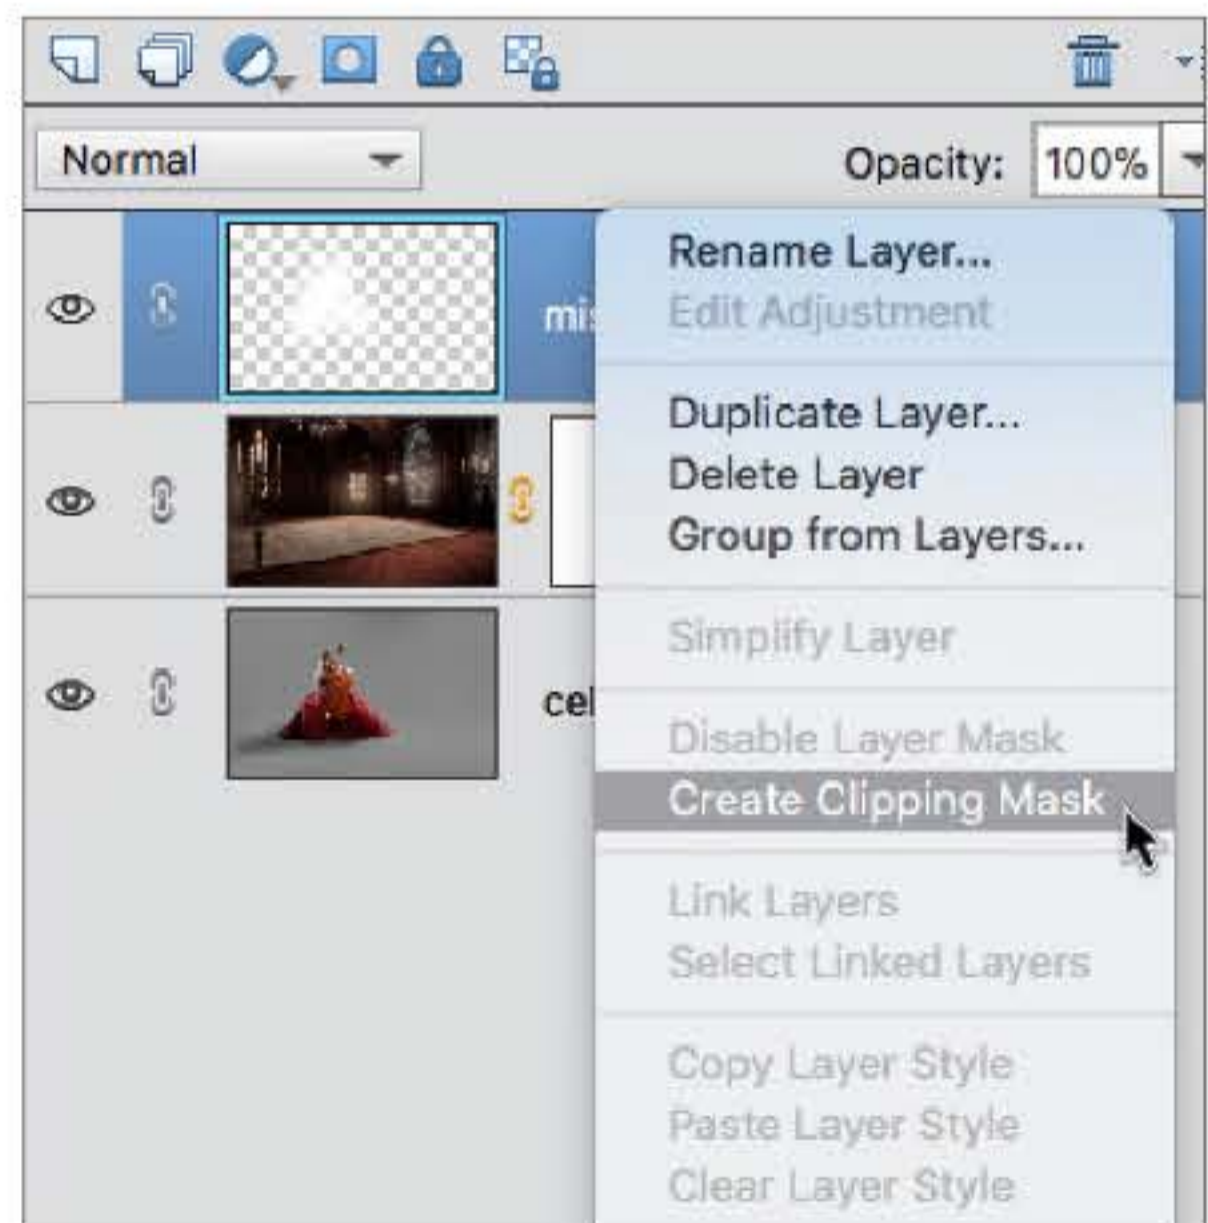 Normal
Opacity: 100%
Rename Layer...
Edit Adjustment
mis
Duplicate Layer...
Delete Layer
Group from Layers...
Simplify Layer
cel
Disable Layer Mask
Create Clipping Mask
Link Layers
Select Linked Layers
Copy Layer Style
Paste Layer Style
Clear Layer Style